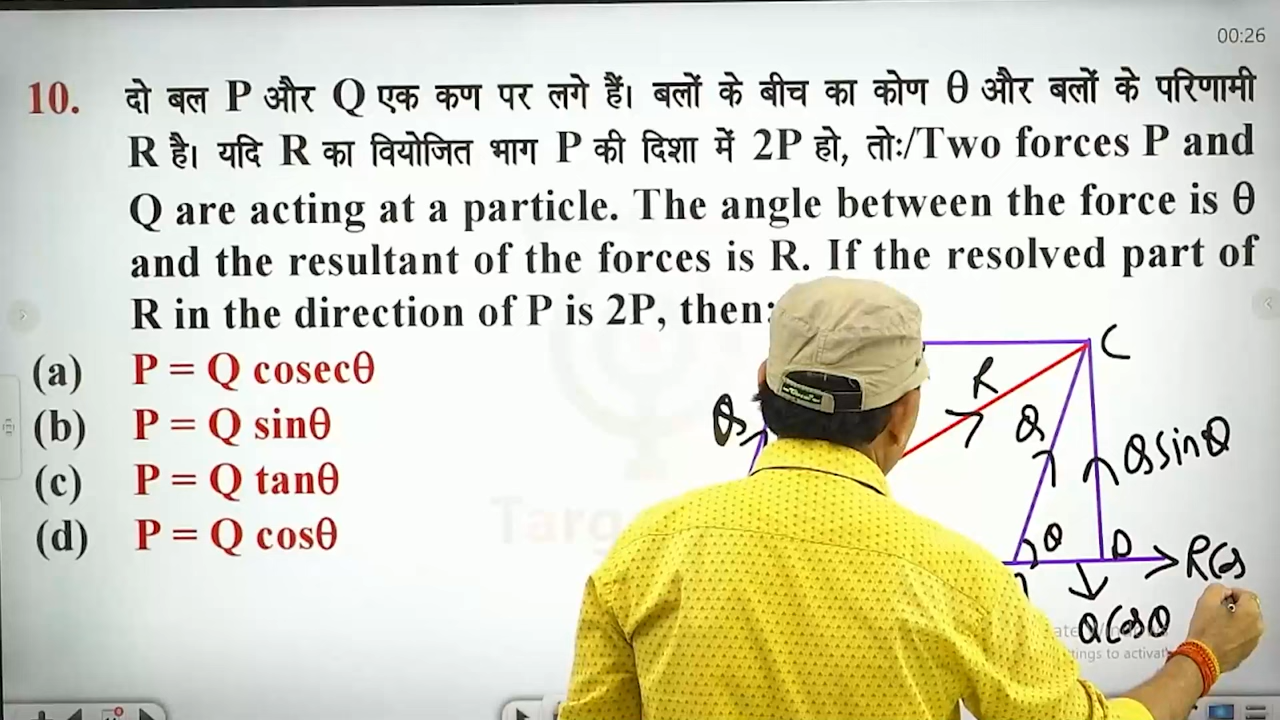 00:26
10. दो बल P और Q एक कण पर लगे हैं। बलों के बीच का कोण θ और बलों के परिणामी
R है। यदि R का वियोजित भाग P की दिशा में 2P हो, तोः/Two forces P and
Q are acting at a particle. The angle between the force is θ
and the resultant of the forces is R. If the resolved part of
R in the direction of P is 2P, then:
(a) P = Q cosecθ
(b) P = Q sinθ
(c) P = Q tanθ
(d) P = Q cosθ
C
R
Q
Q
Q sinθ
θ
D
R Cos
Q Cosθ